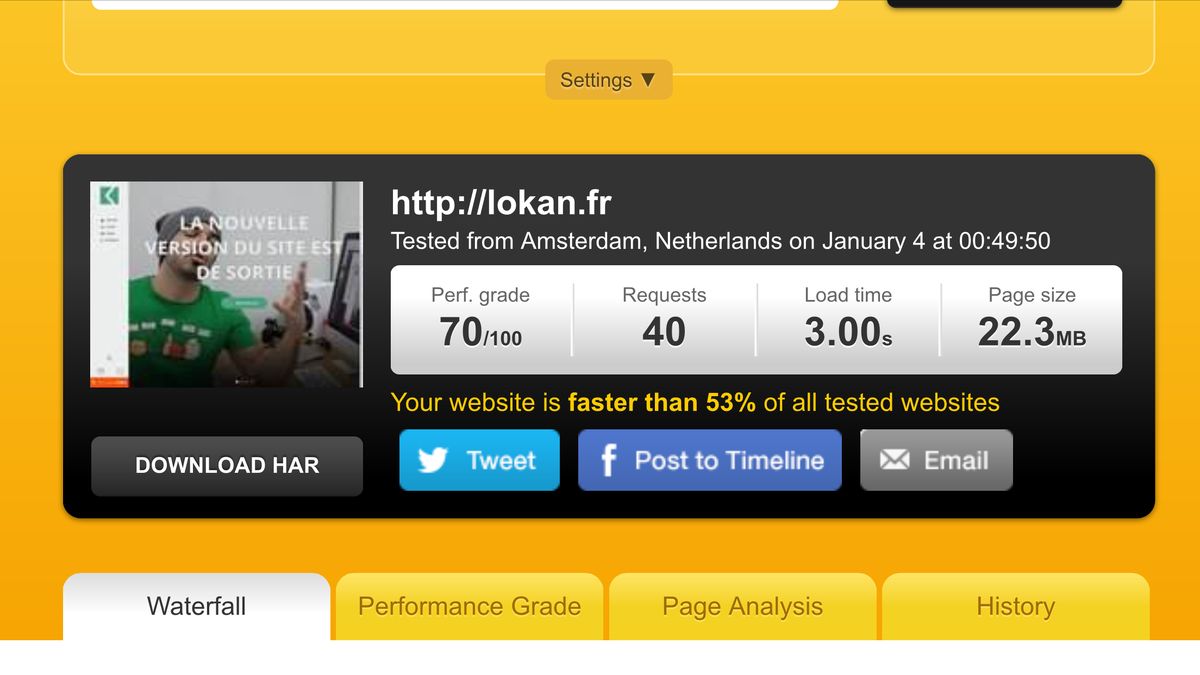 Settings ▼
LA NOUVELLE
VERSION DU SITE EST
DE SORTIE
http://lokan.fr
Tested from Amsterdam, Netherlands on January 4 at 00:49:50
Perf. grade Requests Load time Page size
70/100 40 3.00s 22.3MB
Your website is faster than 53% of all tested websites
DOWNLOAD HAR
Tweet Post to Timeline Email
Waterfall Performance Grade Page Analysis History